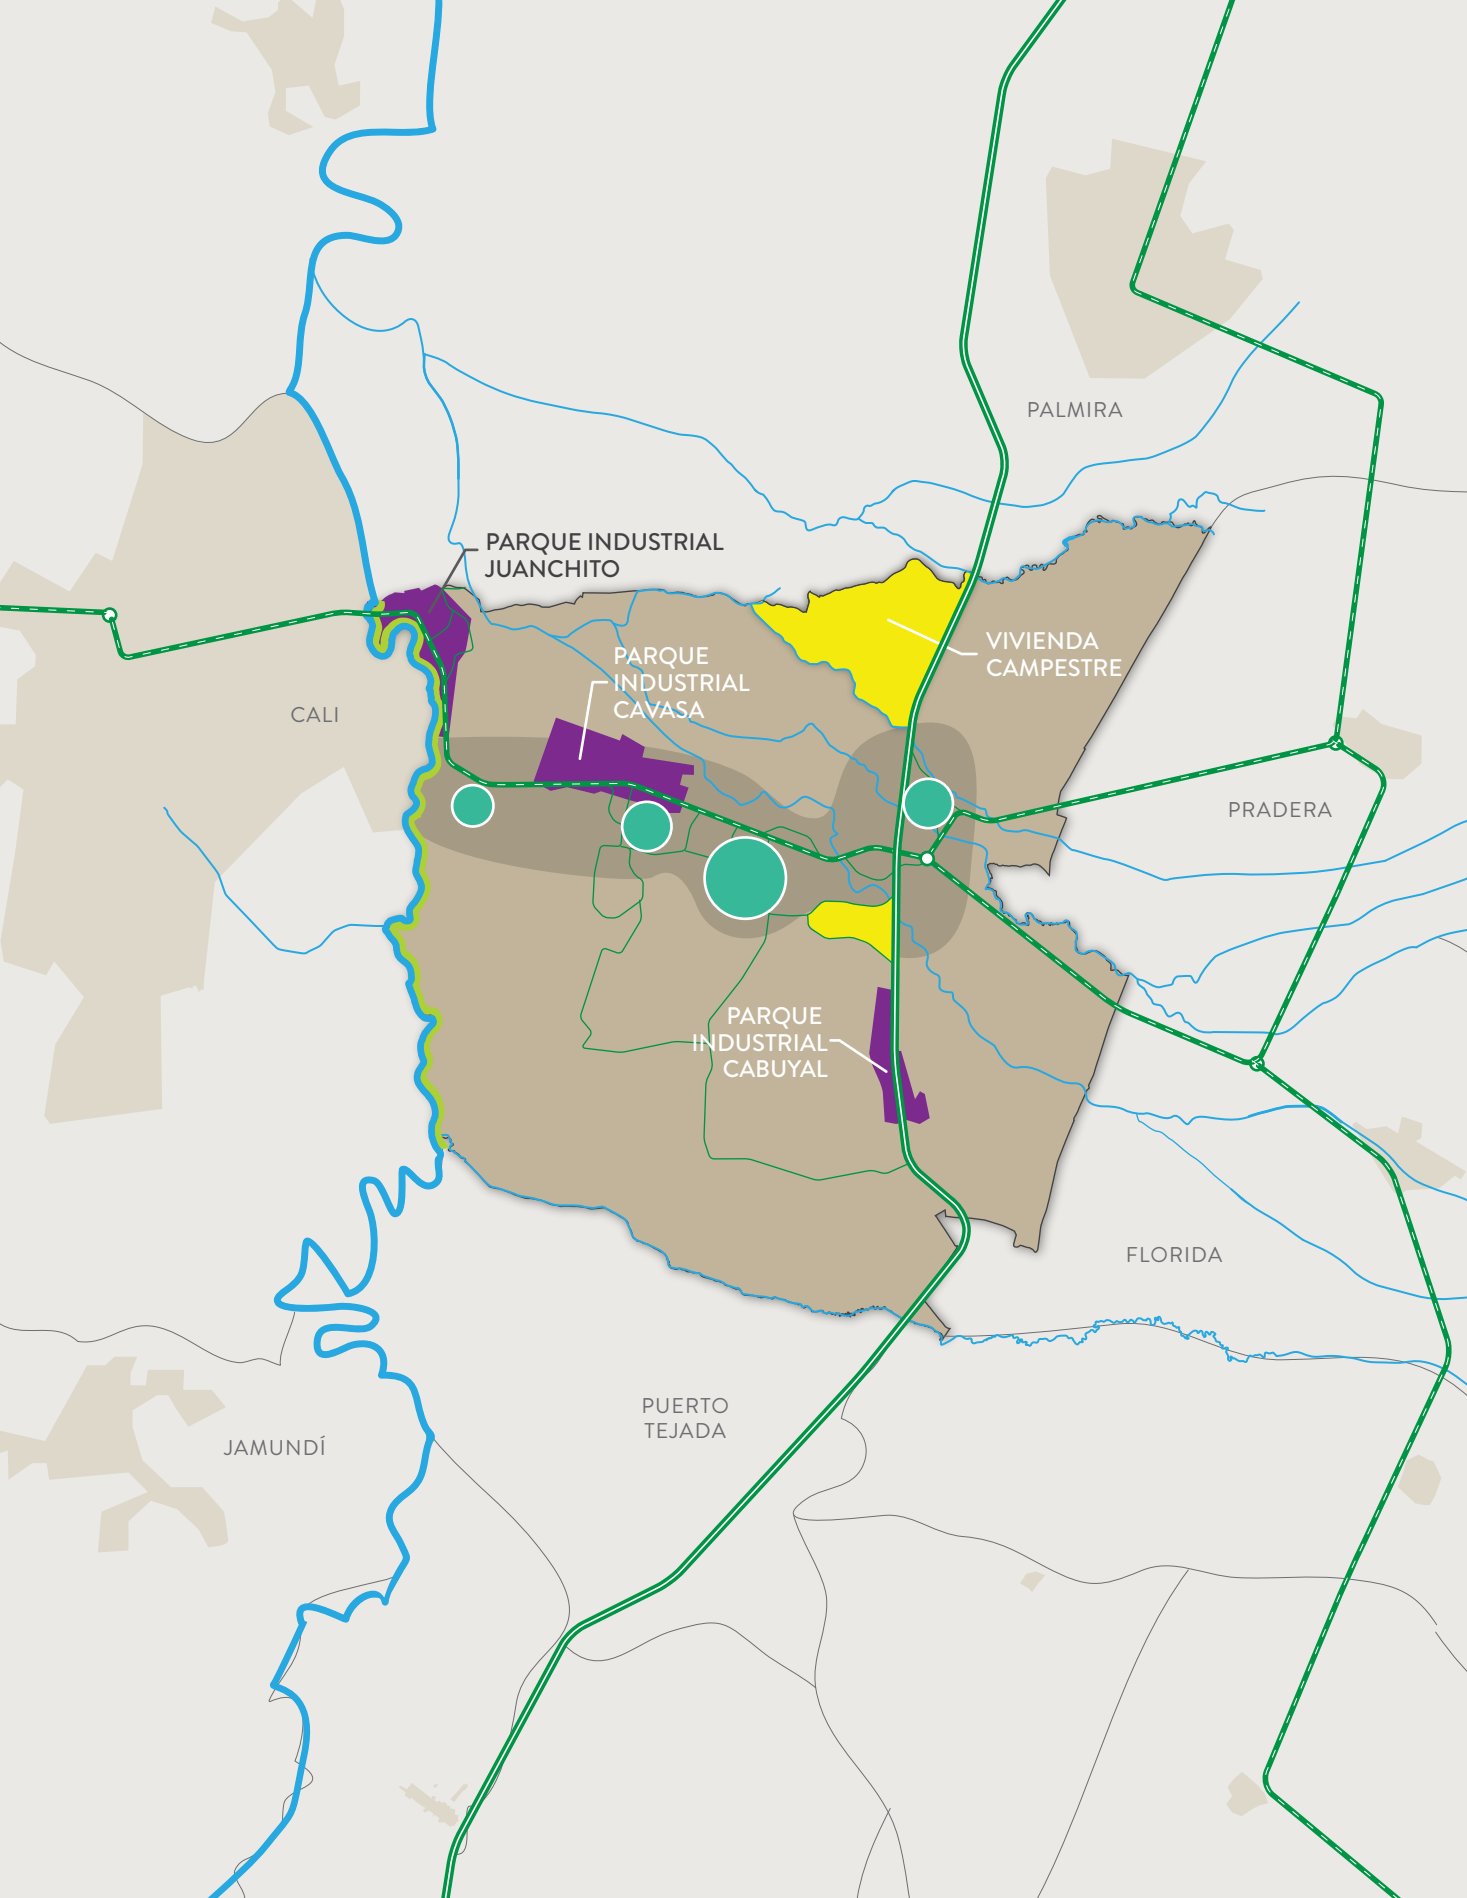 PALMIRA
PARQUE INDUSTRIAL
JUANCHITO
VIVIENDA
CAMPESTRE
PARQUE
INDUSTRIAL
CAVASA
CALI
PRADERA
PARQUE
INDUSTRIAL
CABUYAL
FLORIDA
PUERTO
TEJADA
JAMUNDÍ